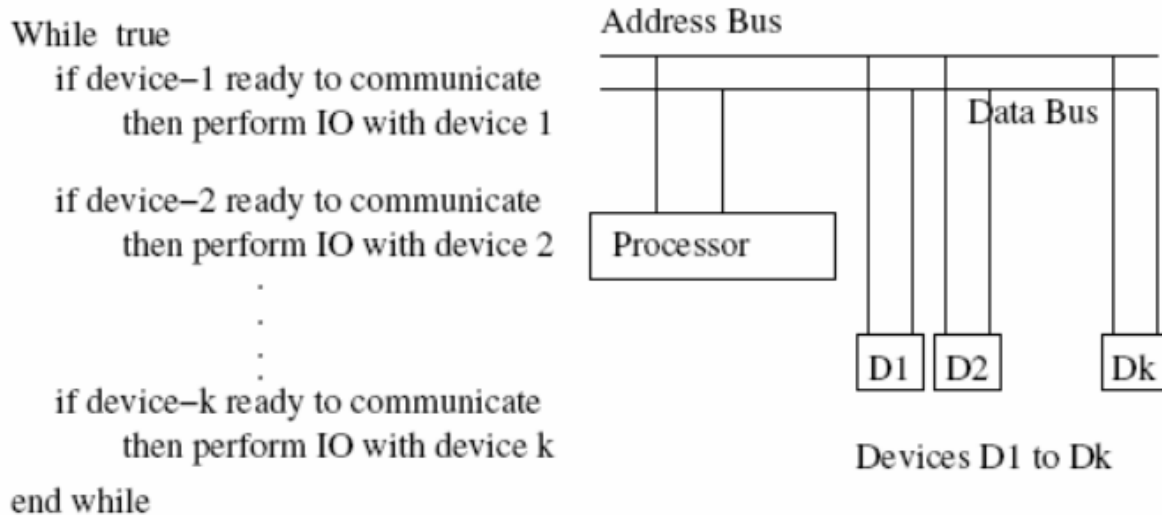 While true
if device–1 ready to communicate
then perform IO with device 1
if device–2 ready to communicate
then perform IO with device 2
.
.
.
.
if device–k ready to communicate
then perform IO with device k
end while
Address Bus
Data Bus
Processor
D1
D2
Dk
Devices D1 to Dk